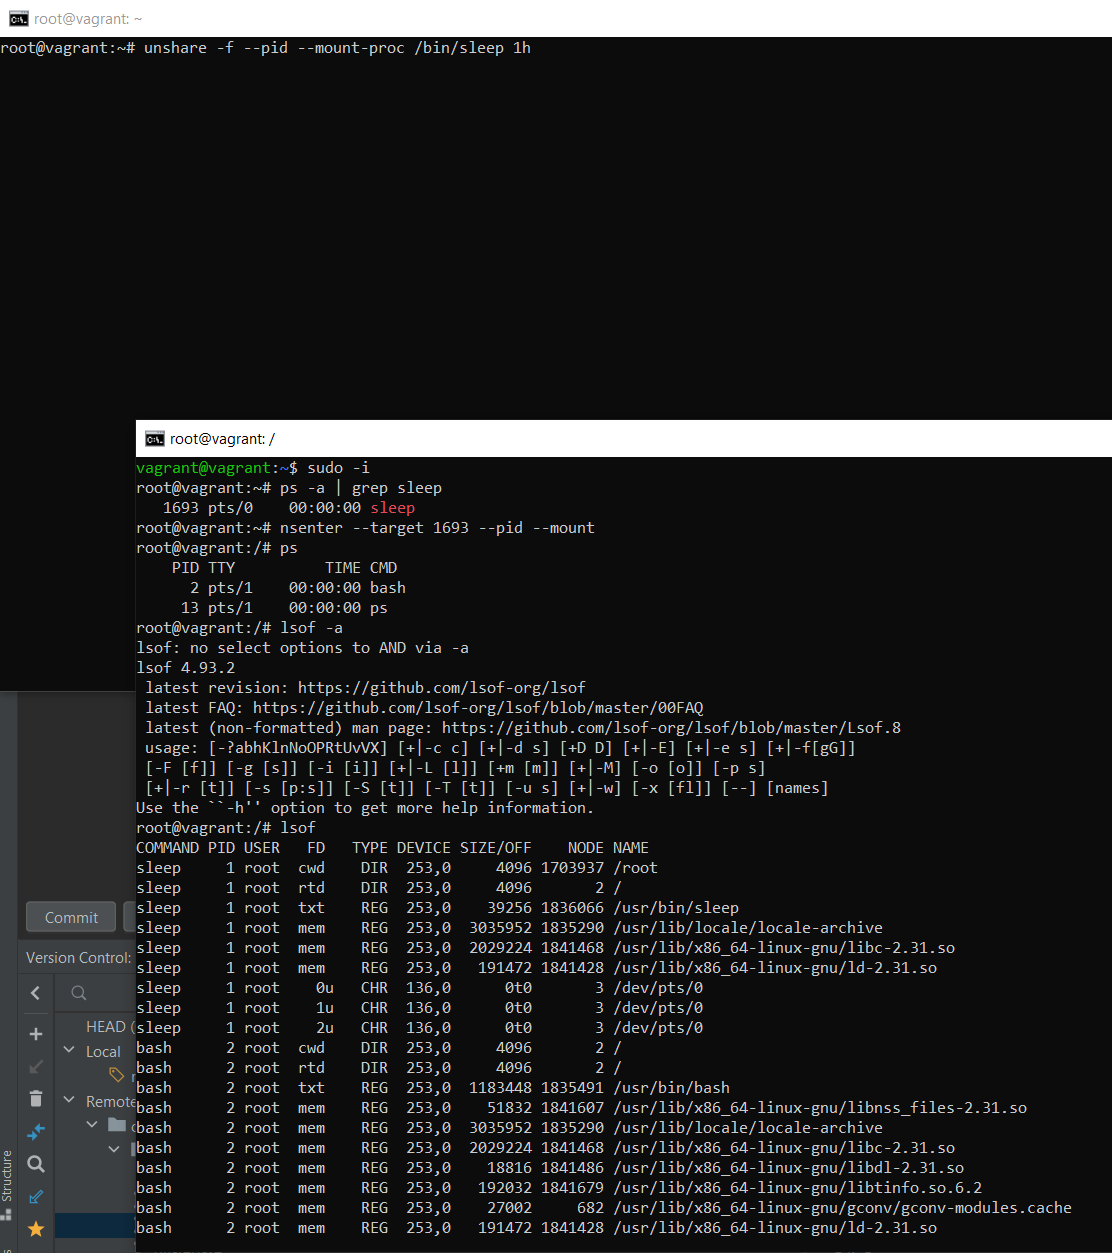 root@vagrant: ~
root@vagrant:~# unshare -f --pid --mount-proc /bin/sleep 1h
root@vagrant: /
vagrant@vagrant:~$ sudo -i
root@vagrant:~# ps -a | grep sleep
   1693 pts/0    00:00:00 sleep
root@vagrant:~# nsenter --target 1693 --pid --mount
root@vagrant:/# ps
    PID TTY          TIME CMD
      2 pts/1    00:00:00 bash
     13 pts/1    00:00:00 ps
root@vagrant:/# lsof -a
lsof: no select options to AND via -a
lsof 4.93.2
 latest revision: https://github.com/lsof-org/lsof
 latest FAQ: https://github.com/lsof-org/lsof/blob/master/00FAQ
 latest (non-formatted) man page: https://github.com/lsof-org/lsof/blob/master/Lsof.8
 usage: [-?abhKlnNoOPRtUvVX] [+|-c c] [+|-d s] [+D D] [+|-E] [+|-e s] [+|-f[gG]]
 [-F [f]] [-g [s]] [-i [i]] [+|-L [l]] [+m [m]] [+|-M] [-o [o]] [-p s]
 [+|-r [t]] [-s [p:s]] [-S [t]] [-T [t]] [-u s] [+|-w] [-x [fl]] [--] [names]
Use the ``-h'' option to get more help information.
root@vagrant:/# lsof
COMMAND PID USER   FD   TYPE DEVICE SIZE/OFF    NODE NAME
sleep     1 root  cwd    DIR  253,0     4096 1703937 /root
sleep     1 root  rtd    DIR  253,0     4096       2 /
sleep     1 root  txt    REG  253,0    39256 1836066 /usr/bin/sleep
sleep     1 root  mem    REG  253,0  3035952 1835290 /usr/lib/locale/locale-archive
sleep     1 root  mem    REG  253,0  2029224 1841468 /usr/lib/x86_64-linux-gnu/libc-2.31.so
sleep     1 root  mem    REG  253,0   191472 1841428 /usr/lib/x86_64-linux-gnu/ld-2.31.so
sleep     1 root    0u   CHR  136,0      0t0       3 /dev/pts/0
sleep     1 root    1u   CHR  136,0      0t0       3 /dev/pts/0
sleep     1 root    2u   CHR  136,0      0t0       3 /dev/pts/0
bash      2 root  cwd    DIR  253,0     4096       2 /
bash      2 root  rtd    DIR  253,0     4096       2 /
bash      2 root  txt    REG  253,0  1183448 1835491 /usr/bin/bash
bash      2 root  mem    REG  253,0    51832 1841607 /usr/lib/x86_64-linux-gnu/libnss_files-2.31.so
bash      2 root  mem    REG  253,0  3035952 1835290 /usr/lib/locale/locale-archive
bash      2 root  mem    REG  253,0  2029224 1841468 /usr/lib/x86_64-linux-gnu/libc-2.31.so
bash      2 root  mem    REG  253,0    18816 1841486 /usr/lib/x86_64-linux-gnu/libdl-2.31.so
bash      2 root  mem    REG  253,0   192032 1841679 /usr/lib/x86_64-linux-gnu/libtinfo.so.6.2
bash      2 root  mem    REG  253,0    27002     682 /usr/lib/x86_64-linux-gnu/gconv/gconv-modules.cache
bash      2 root  mem    REG  253,0   191472 1841428 /usr/lib/x86_64-linux-gnu/ld-2.31.so
Commit
Version Control:
HEAD (
Local
Remote
Structure